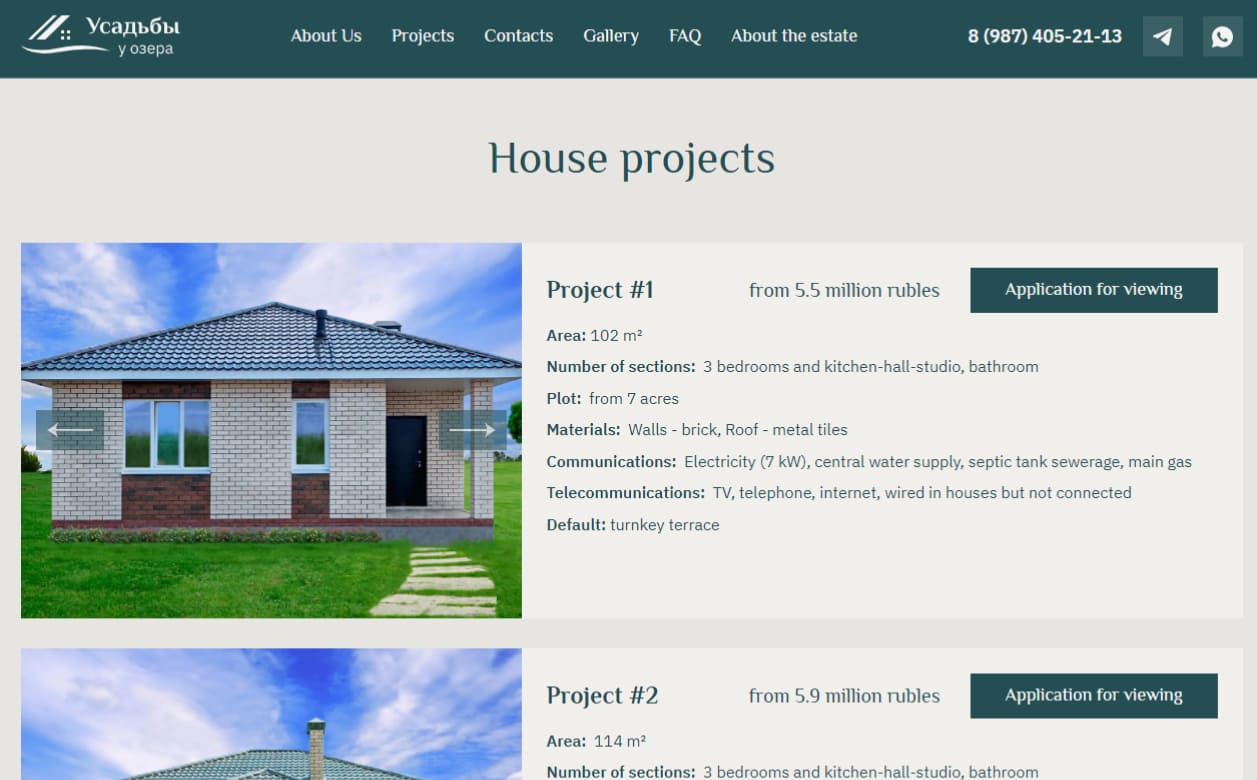 Усадьбы
у озера
About Us Projects Contacts Gallery FAQ About the estate 8 (987) 405-21-13
House projects
Project #1 from 5.5 million rubles Application for viewing
Area: 102 m²
Number of sections: 3 bedrooms and kitchen-hall-studio, bathroom
Plot: from 7 acres
Materials: Walls - brick, Roof - metal tiles
Communications: Electricity (7 kW), central water supply, septic tank sewerage, main gas
Telecommunications: TV, telephone, internet, wired in houses but not connected
Default: turnkey terrace
Project #2 from 5.9 million rubles Application for viewing
Area: 114 m²
Number of sections: 3 bedrooms and kitchen-hall-studio, bathroom